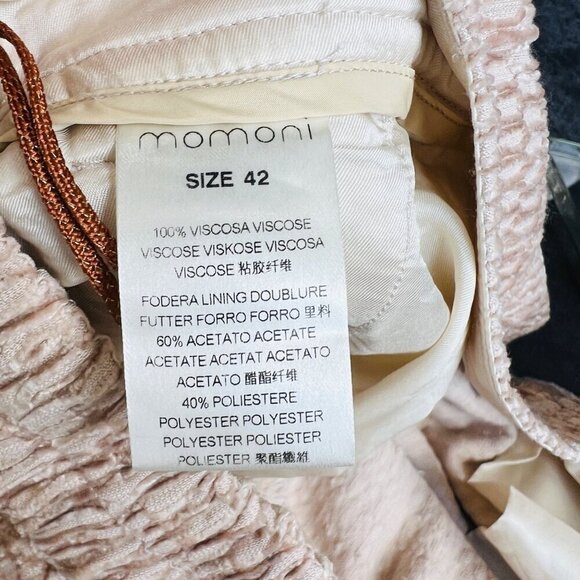 momoni
SIZE 42
100% VISCOSA VISCOSE
VISCOSE VISKOSE VISCOSA
VISCOSE 粘胶纤维
FODERA LINING DOUBLURE
FUTTER FORRO FORRO 里料
60% ACETATO ACETATE
ACETATE ACETAT ACETATO
ACETATO 醋酯纤维
40% POLIESTERE
POLYESTER POLYESTER
POLYESTER POLIESTER
POLIESTER 聚酯纖維